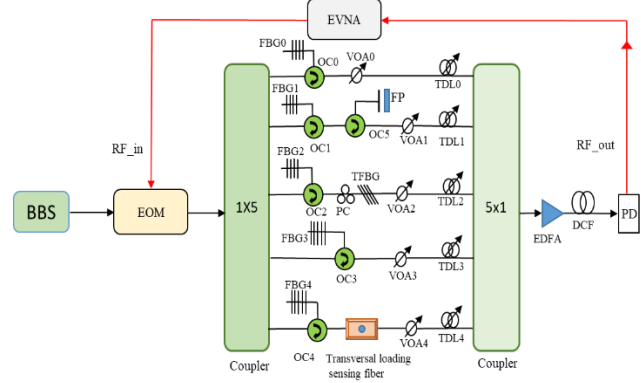 EVNA
FBG0
OC0
VOA0
TDL0
FBG1
FP
OC1
OC5
VOA1
TDL1
RF_in
RF_out
FBG2
TFBG
BBS
EOM
1X5
OC2
PC
VOA2
TDL2
5x1
EDFA
DCF
PD
FBG3
OC3
VOA3
TDL3
FBG4
OC4
Transversal loading
sensing fiber
VOA4
TDL4
Coupler
Coupler